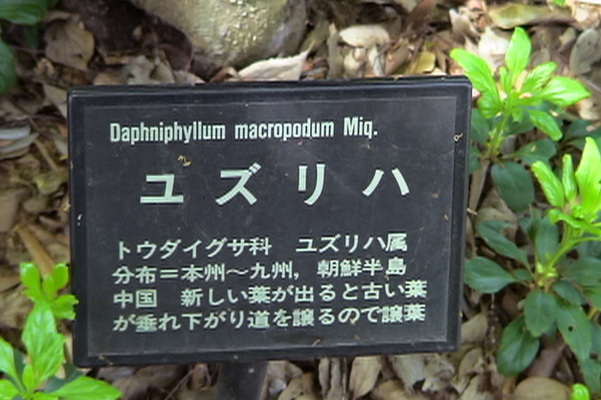 Daphniphyllum macropodum Miq.
ユズリハ
トウダイグサ科　ユズリハ属
分布＝本州〜九州，朝鮮半島
中国　新しい葉が出ると古い葉
が垂れ下がり道を譲るので譲葉